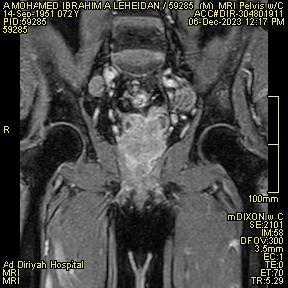 A MOHAMED IBRAHIM A LEHEIDAN / 59285 (M) MRI Pelvis w/C
14-Sep-1951 072Y ACC#DIR-304801911
PID:59285 06-Dec-2023 12:17 PM
59285
R
100mm
mDIXON w C
SE:2101
IM:58
DFOV:300
3.5mm
EC:1
Ad Diriyah Hospital TE:0
MRI ET:70
MRI TR:5.29